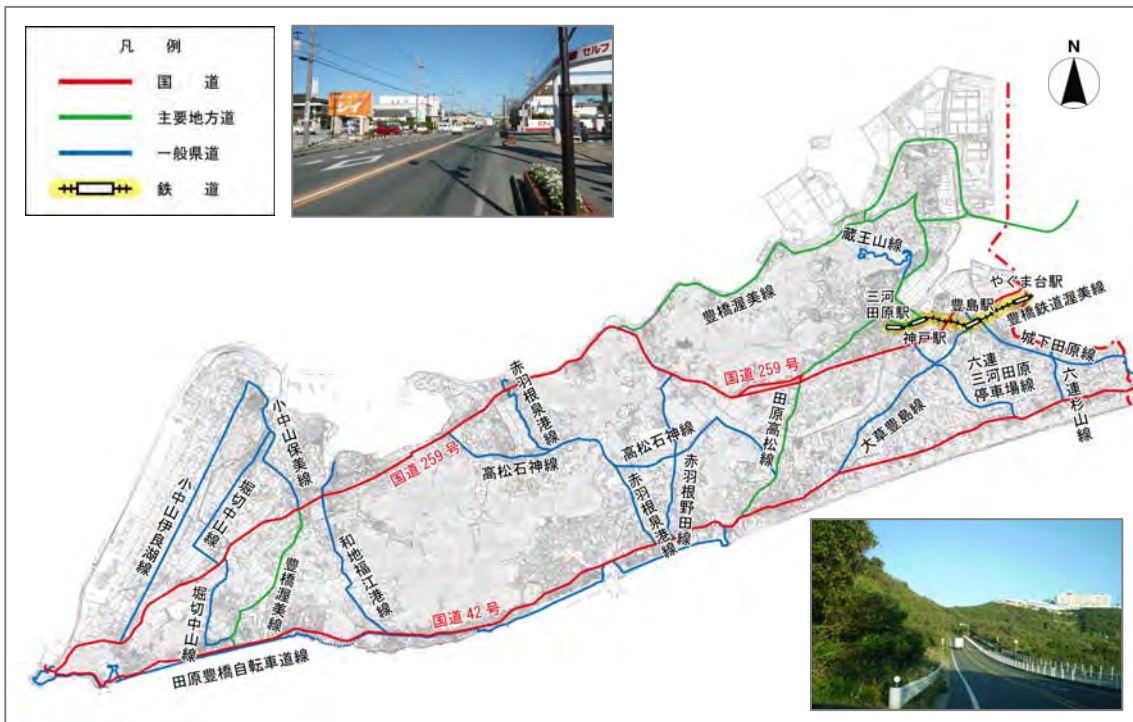 凡 例
国 道
主要地方道
一般県道
鉄 道
セルフ
N
蔵王山線
やぐま台駅
豊島駅
豊橋鉄道渥美線
三河
田原駅
神戸駅
豊橋渥美線
城下田原線
六連
三河田原
停車場線
六連杉山線
国道 259 号
赤羽根泉港線
田原高松線
大草豊島線
小中山保美線
高松石神線
高松石神線
国道 259 号
赤羽根野田線
赤羽根泉港線
堀切中山線
小中山伊良湖線
和地福江港線
豊橋渥美線
堀切中山線
国道 42 号
田原豊橋自転車道線